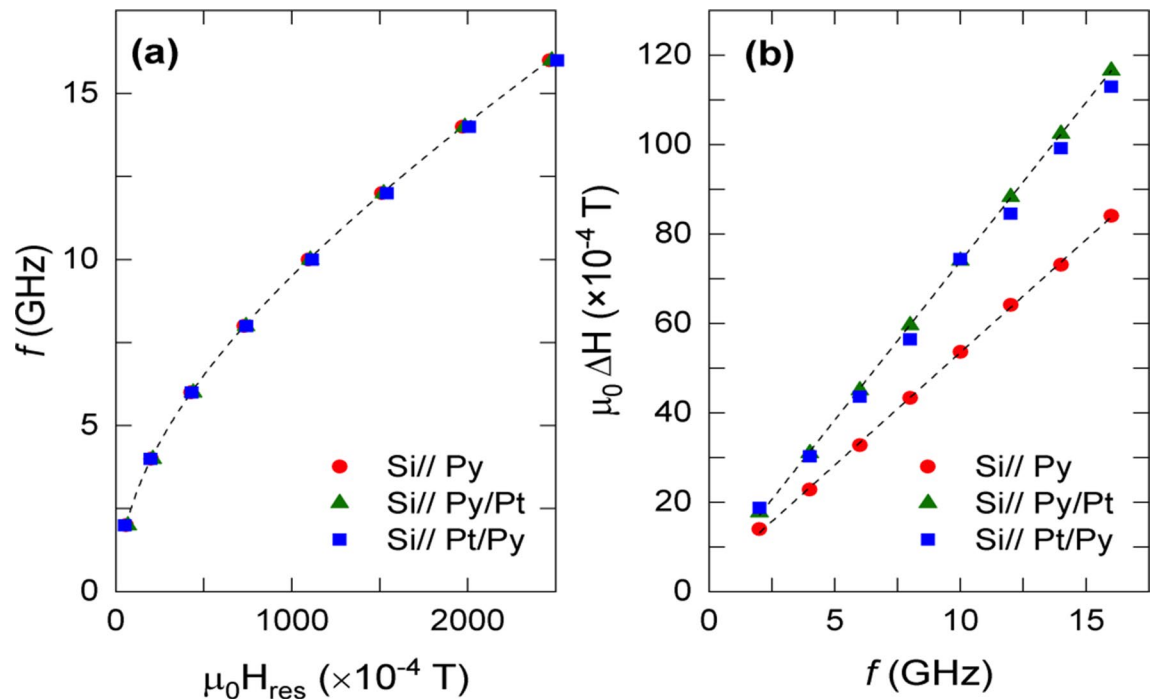 (a)
15
10
5
0
f (GHz)
Si// Py
Si// Py/Pt
Si// Pt/Py
0 1000 2000
μ₀H_res (×10⁻⁴ T)
(b)
120
100
80
60
40
20
0
μ₀ ΔH (×10⁻⁴ T)
Si// Py
Si// Py/Pt
Si// Pt/Py
0 5 10 15
f (GHz)